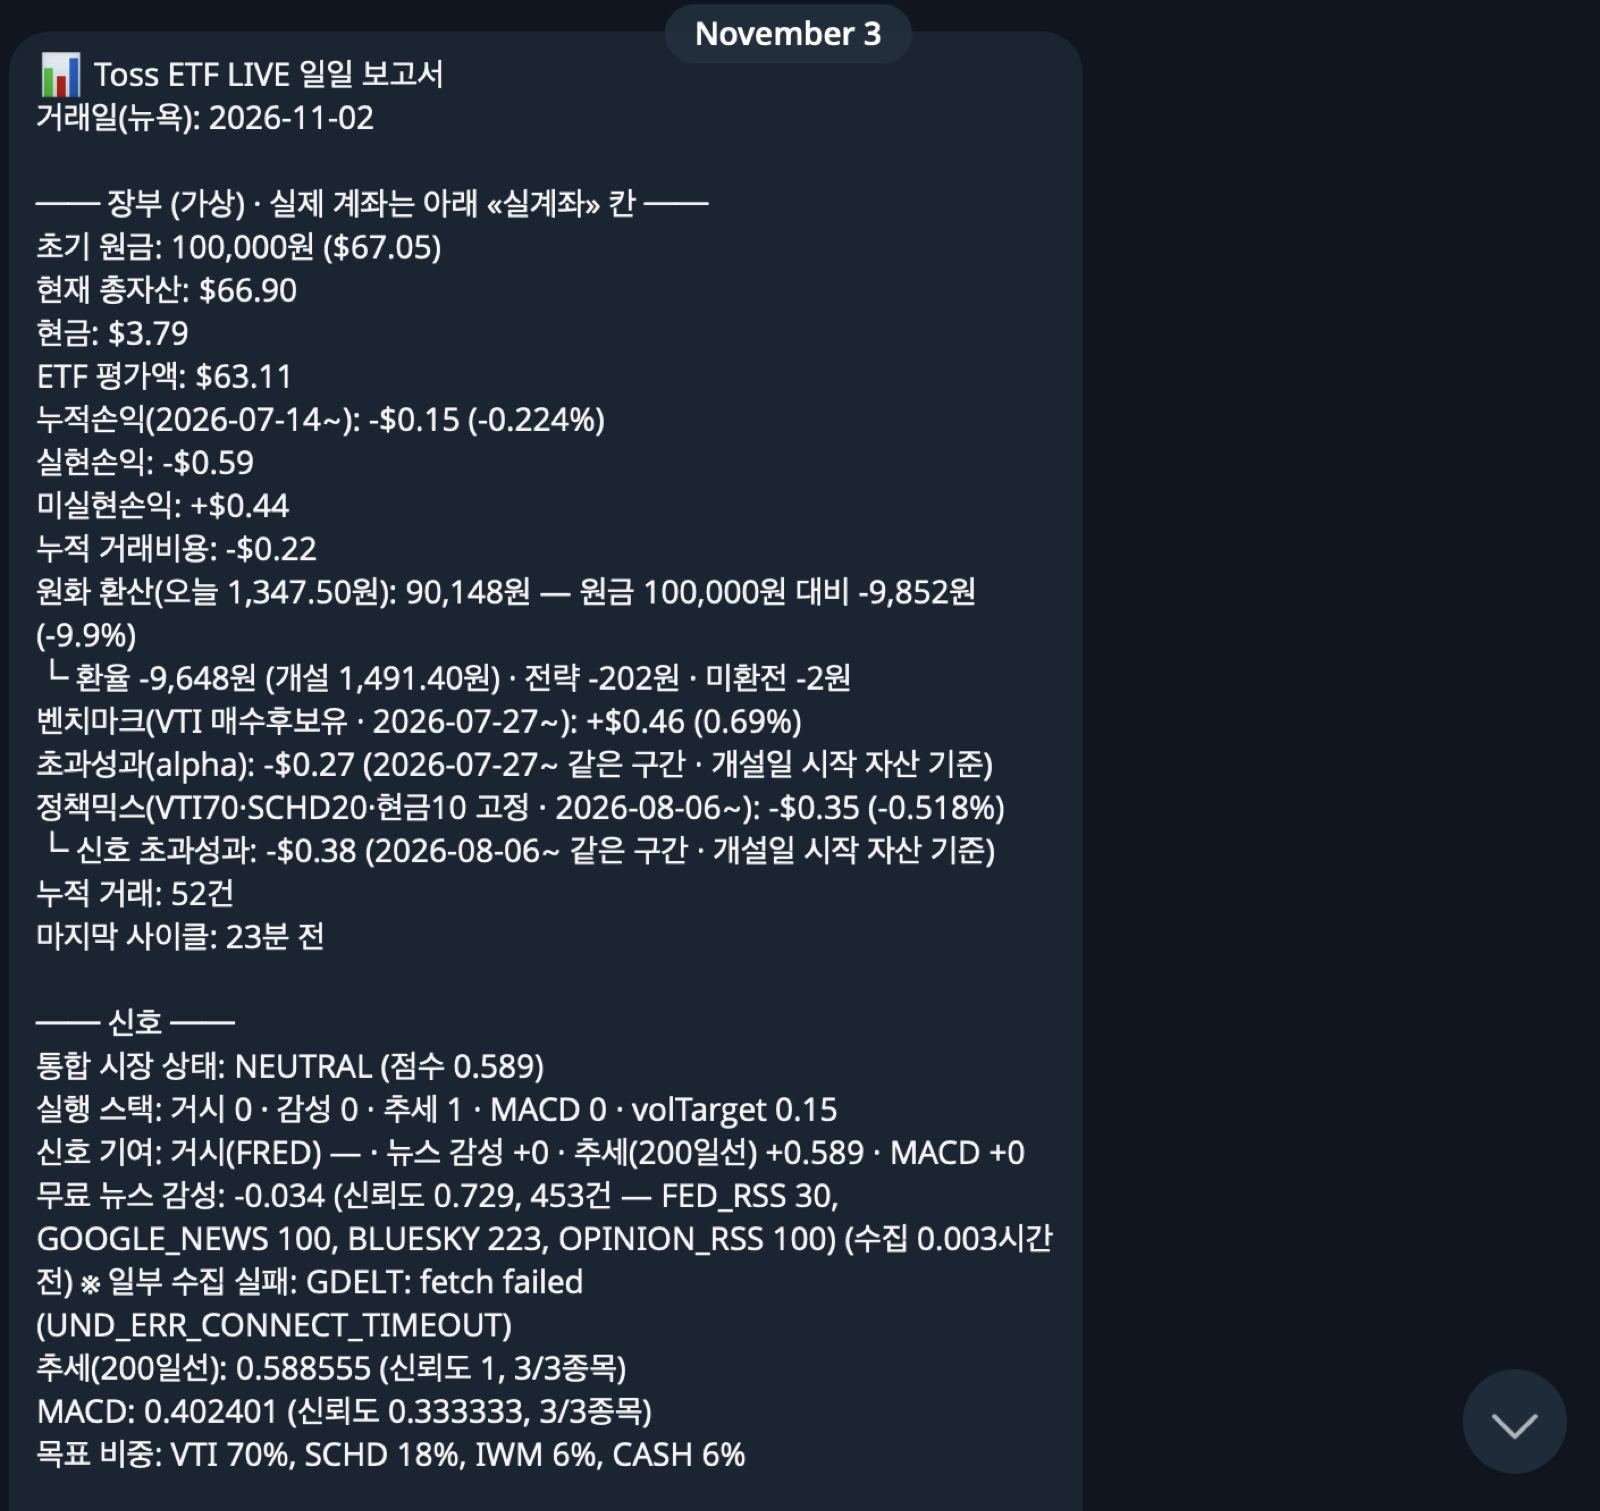 November 3
📊 Toss ETF LIVE 일일 보고서
거래일(뉴욕): 2026-11-02
─── 장부 (가상) · 실제 계좌는 아래 «실계좌» 칸 ───
초기 원금: 100,000원 ($67.05)
현재 총자산: $66.90
현금: $3.79
ETF 평가액: $63.11
누적손익(2026-07-14~): -$0.15 (-0.224%)
실현손익: -$0.59
미실현손익: +$0.44
누적 거래비용: -$0.22
원화 환산(오늘 1,347.50원): 90,148원 — 원금 100,000원 대비 -9,852원
(-9.9%)
└ 환율 -9,648원 (개설 1,491.40원) · 전략 -202원 · 미환전 -2원
벤치마크(VTI 매수후보유 · 2026-07-27~): +$0.46 (0.69%)
초과성과(alpha): -$0.27 (2026-07-27~ 같은 구간 · 개설일 시작 자산 기준)
정책믹스(VTI70·SCHD20·현금10 고정 · 2026-08-06~): -$0.35 (-0.518%)
└ 신호 초과성과: -$0.38 (2026-08-06~ 같은 구간 · 개설일 시작 자산 기준)
누적 거래: 52건
마지막 사이클: 23분 전
─── 신호 ───
통합 시장 상태: NEUTRAL (점수 0.589)
실행 스택: 거시 0 · 감성 0 · 추세 1 · MACD 0 · volTarget 0.15
신호 기여: 거시(FRED) — · 뉴스 감성 +0 · 추세(200일선) +0.589 · MACD +0
무료 뉴스 감성: -0.034 (신뢰도 0.729, 453건 — FED_RSS 30,
GOOGLE_NEWS 100, BLUESKY 223, OPINION_RSS 100) (수집 0.003시간
전) ※ 일부 수집 실패: GDELT: fetch failed
(UND_ERR_CONNECT_TIMEOUT)
추세(200일선): 0.588555 (신뢰도 1, 3/3종목)
MACD: 0.402401 (신뢰도 0.333333, 3/3종목)
목표 비중: VTI 70%, SCHD 18%, IWM 6%, CASH 6%